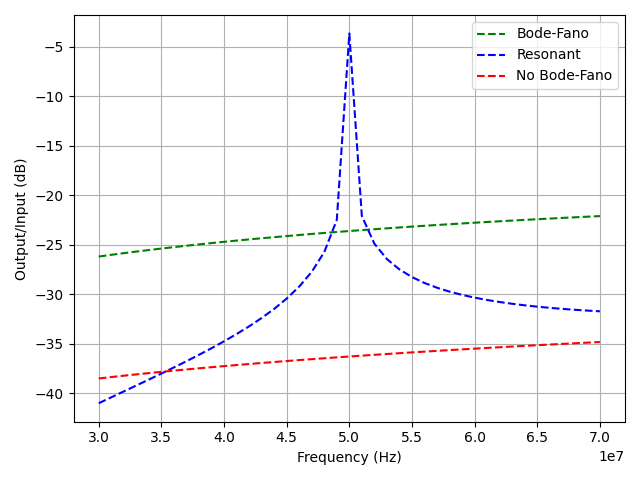 Bode-Fano
Resonant
No Bode-Fano
Output/Input (dB)
−5
−10
−15
−20
−25
−30
−35
−40
3.0 3.5 4.0 4.5 5.0 5.5 6.0 6.5 7.0
1e7
Frequency (Hz)